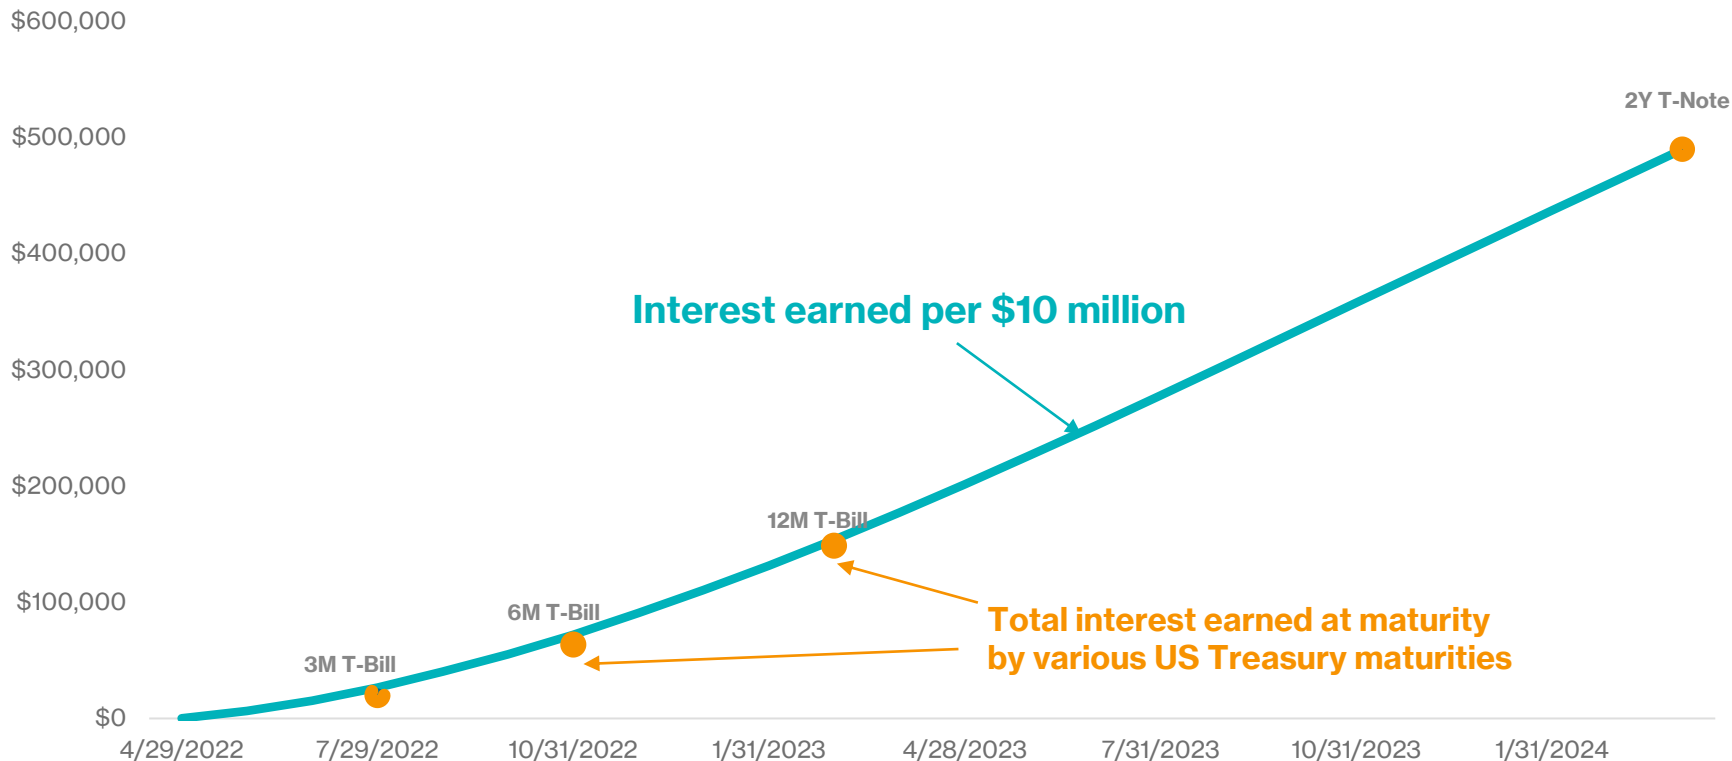 $600,000
2Y T-Note
$500,000
$400,000
Interest earned per $10 million
$300,000
$200,000
12M T-Bill
$100,000
6M T-Bill
Total interest earned at maturity
by various US Treasury maturities
3M T-Bill
$0
4/29/2022 7/29/2022 10/31/2022 1/31/2023 4/28/2023 7/31/2023 10/31/2023 1/31/2024